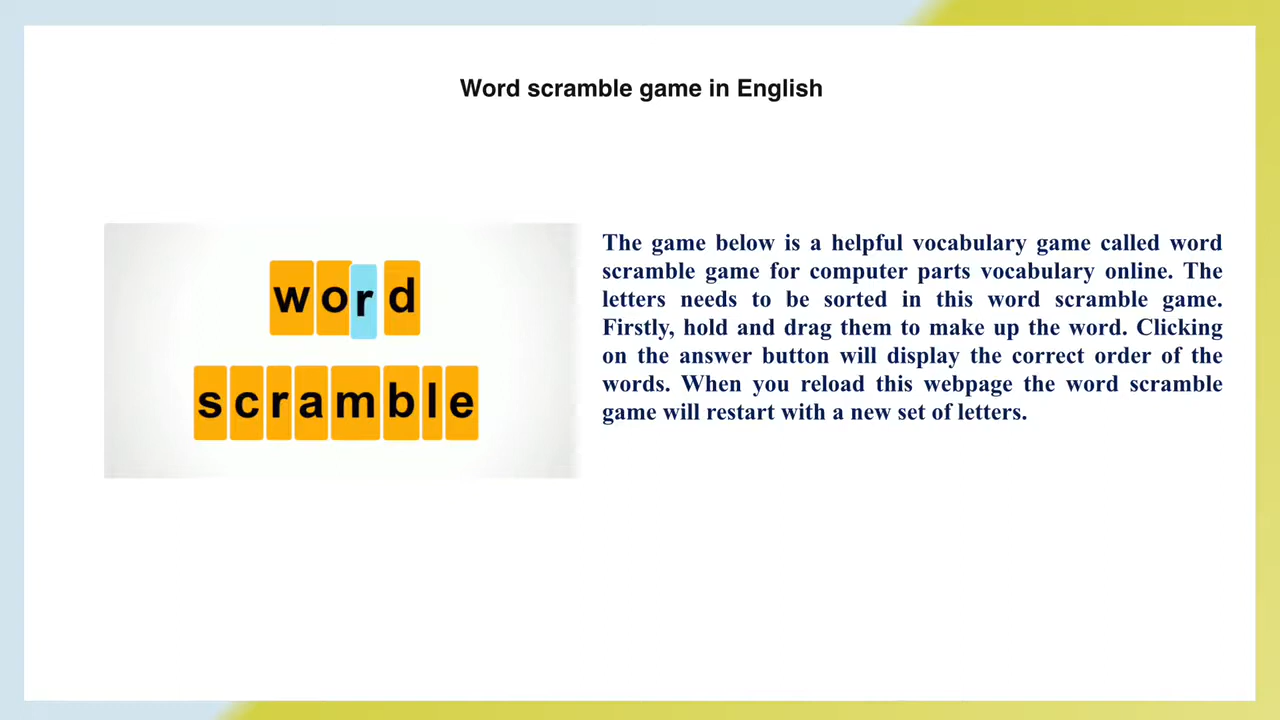 Word scramble game in English
word
scramble
The game below is a helpful vocabulary game called word
scramble game for computer parts vocabulary online. The
letters needs to be sorted in this word scramble game.
Firstly, hold and drag them to make up the word. Clicking
on the answer button will display the correct order of the
words. When you reload this webpage the word scramble
game will restart with a new set of letters.